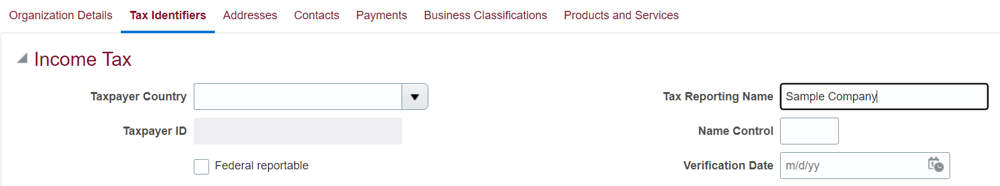 Organization Details Tax Identifiers Addresses Contacts Payments Business Classifications Products and Services
Income Tax
Taxpayer Country Tax Reporting Name Sample Company
Taxpayer ID Name Control
Federal reportable Verification Date m/d/yy